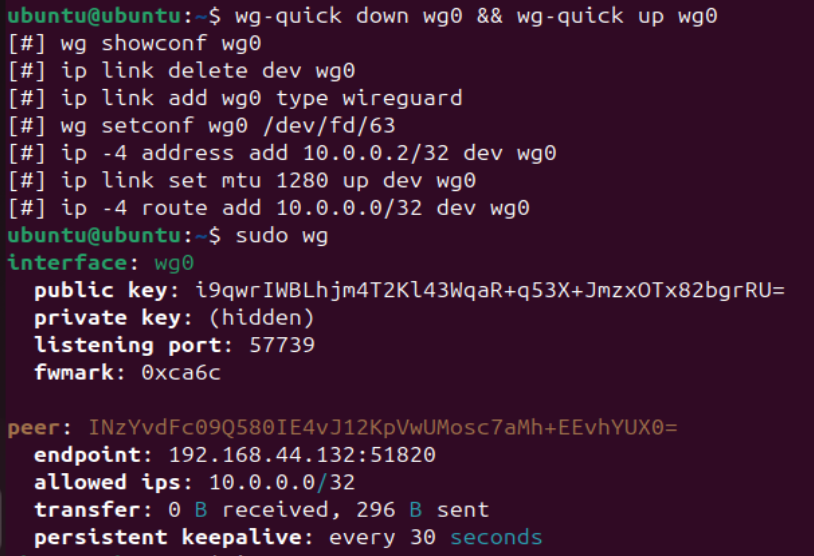 ubuntu@ubuntu:~$ wg-quick down wg0 && wg-quick up wg0
[#] wg showconf wg0
[#] ip link delete dev wg0
[#] ip link add wg0 type wireguard
[#] wg setconf wg0 /dev/fd/63
[#] ip -4 address add 10.0.0.2/32 dev wg0
[#] ip link set mtu 1280 up dev wg0
[#] ip -4 route add 10.0.0.0/32 dev wg0
ubuntu@ubuntu:~$ sudo wg
interface: wg0
  public key: i9qwrIWBLhjm4T2Kl43WqaR+q53X+JmzxOTx82bgrRU=
  private key: (hidden)
  listening port: 57739
  fwmark: 0xca6c

peer: INzYvdFc09Q580IE4vJ12KpVwUMosc7aMh+EEvhYUX0=
  endpoint: 192.168.44.132:51820
  allowed ips: 10.0.0.0/32
  transfer: 0 B received, 296 B sent
  persistent keepalive: every 30 seconds